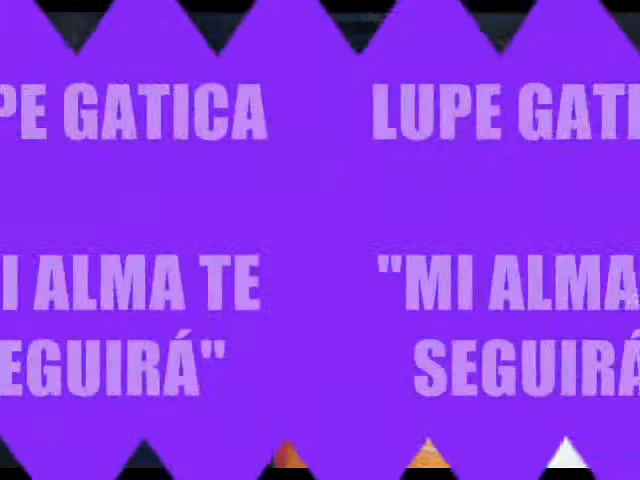 PE GATICA LUPE GATI
I ALMA TE "MI ALMA
EGUIRÁ" SEGUIRÁ